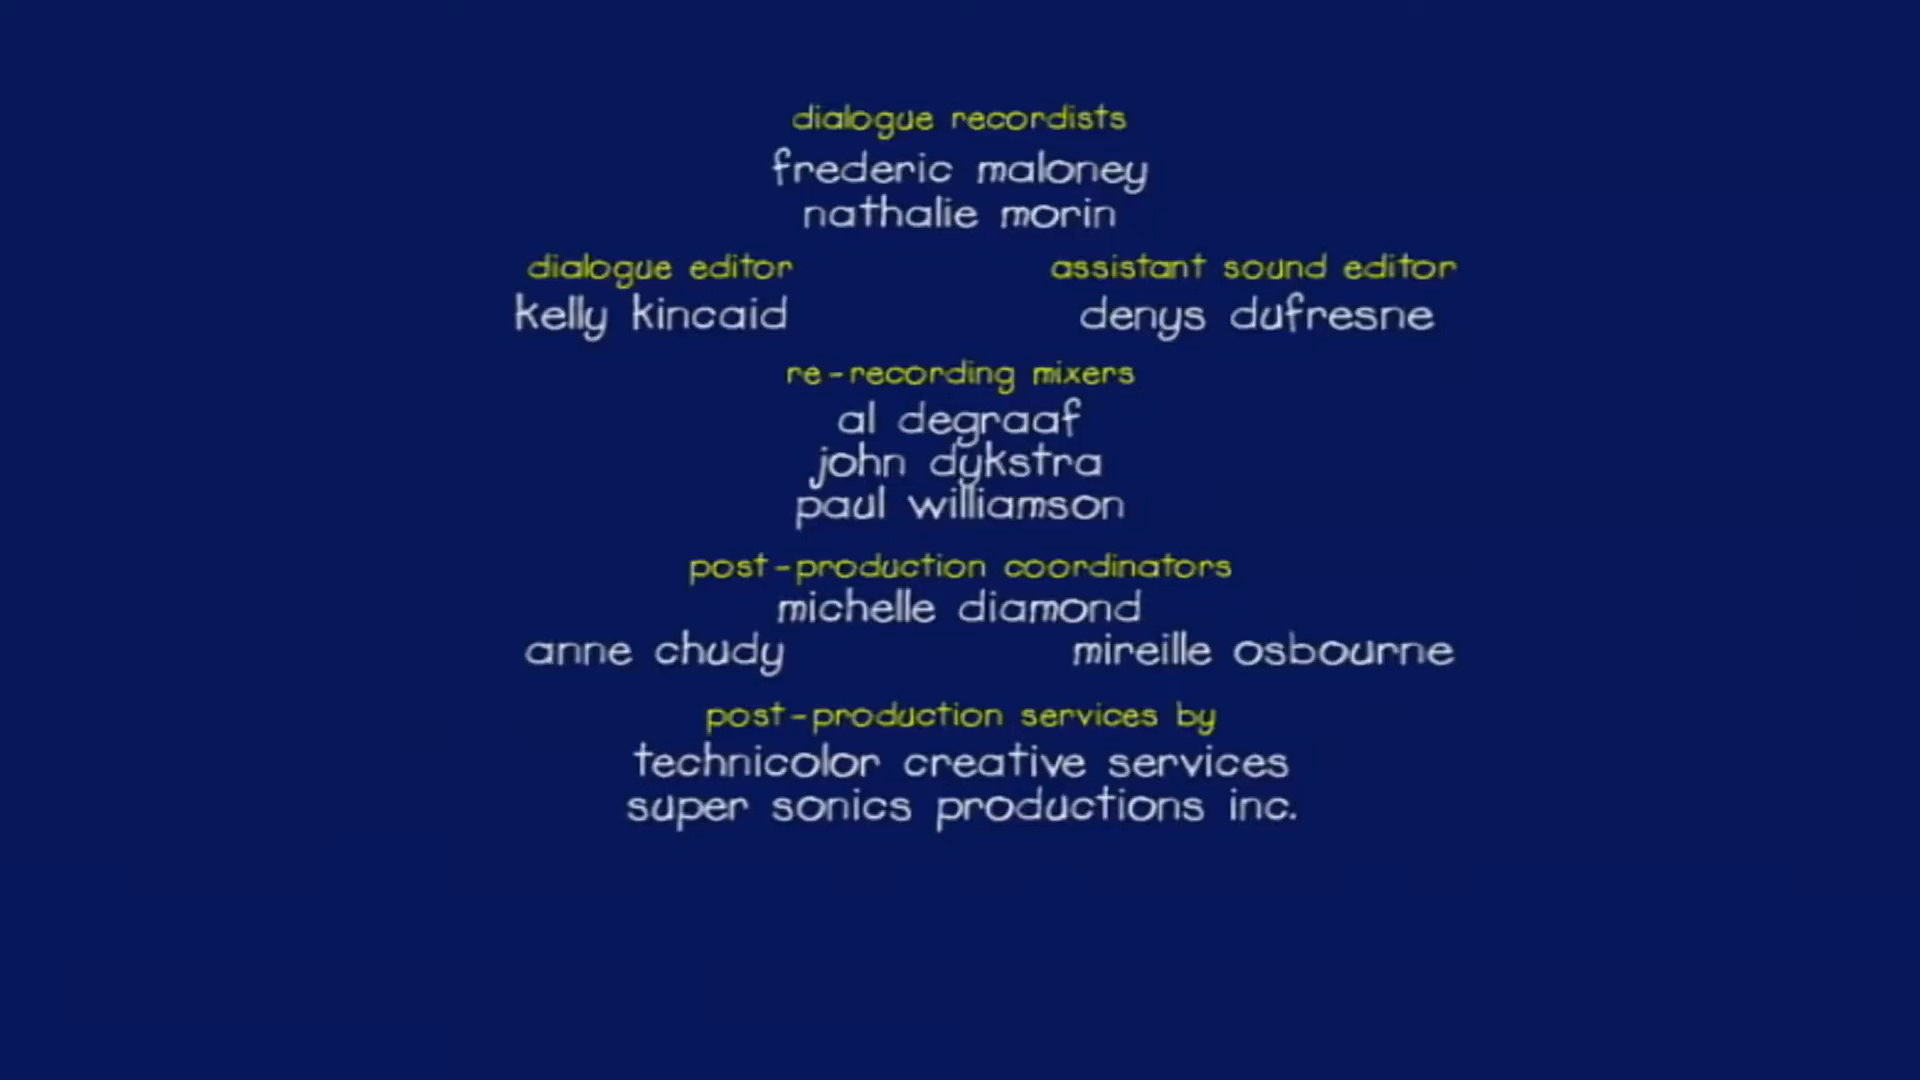 dialogue recordists
frederic maloney
nathalie morin
dialogue editor assistant sound editor
kelly kincaid denys dufresne
re-recording mixers
al degraaf
john dykstra
paul williamson
post-production coordinators
michelle diamond
anne chudy mireille osbourne
post-production services by
technicolor creative services
super sonics productions inc.